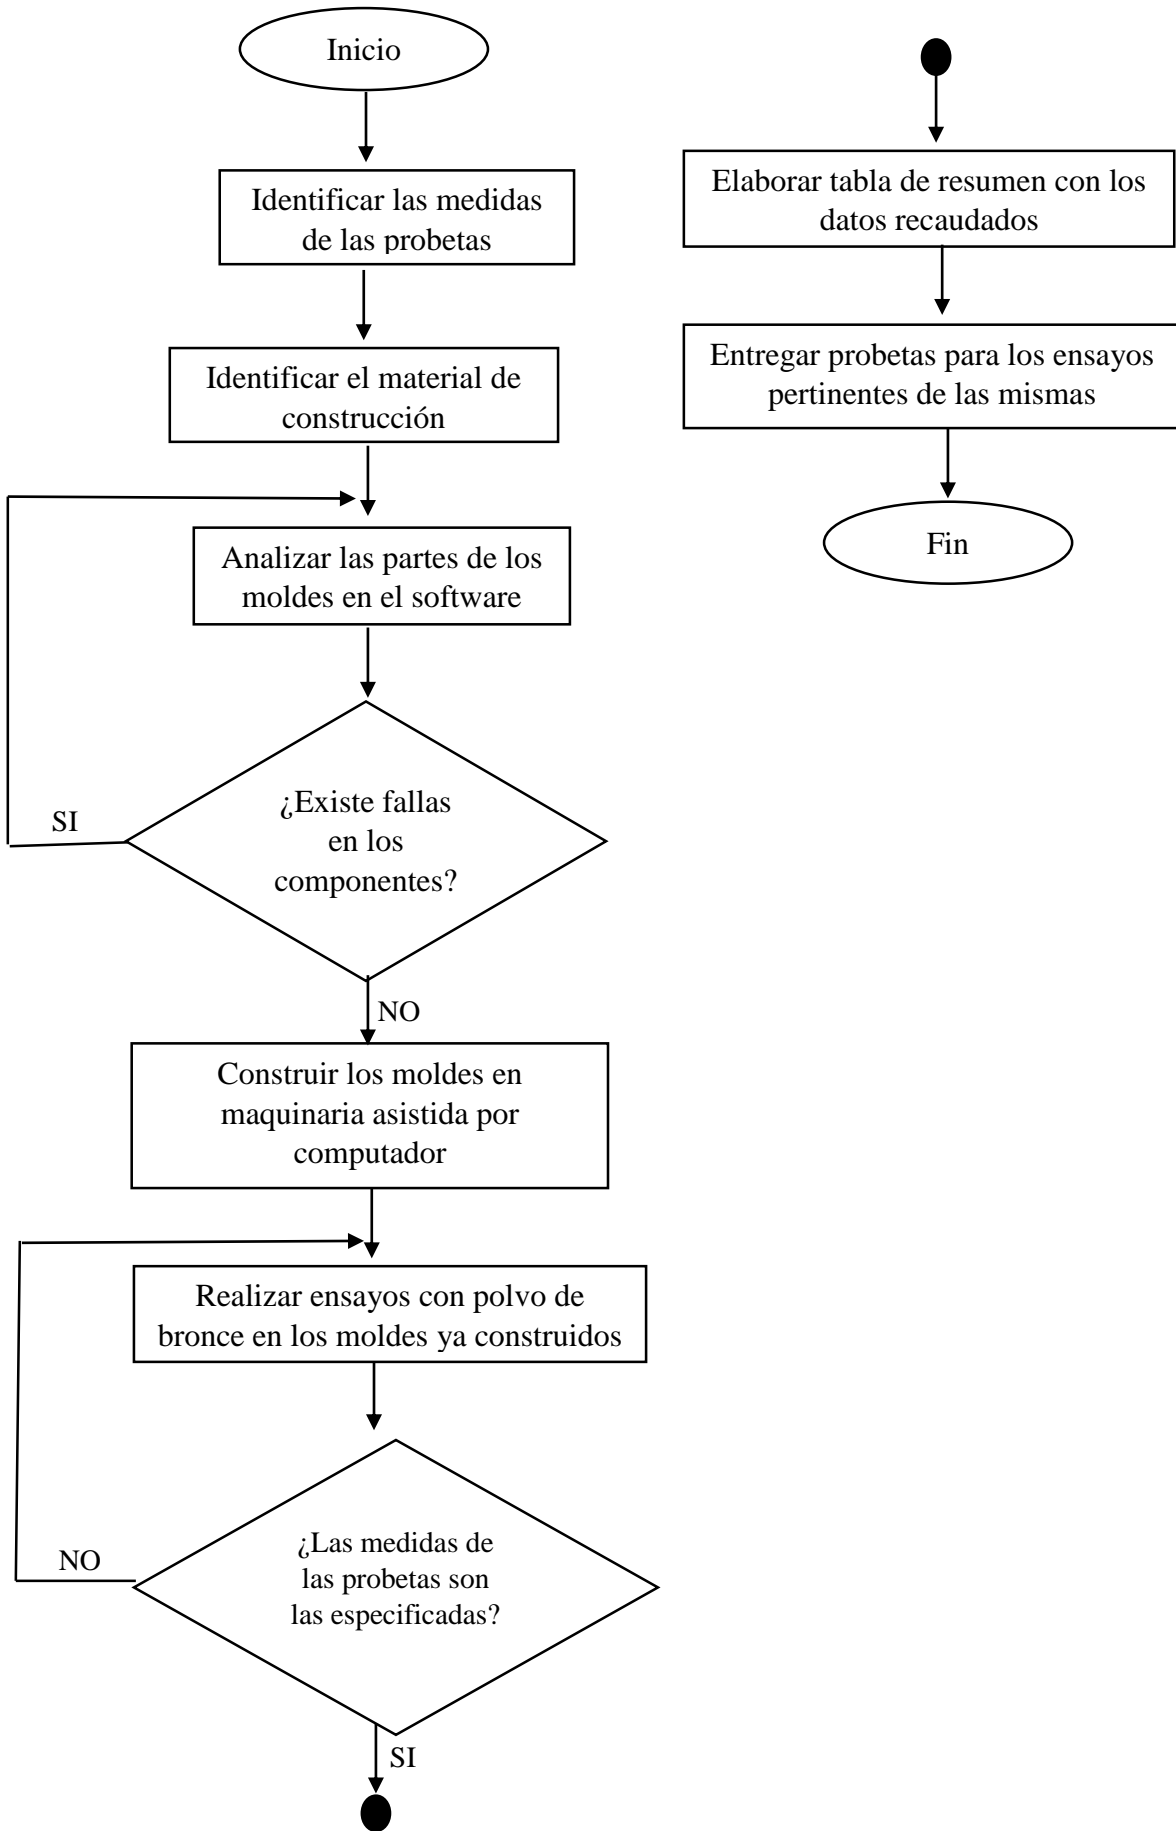 Inicio
Identificar las medidas
de las probetas
Identificar el material de
construcción
Analizar las partes de los
moldes en el software
¿Existe fallas
en los
componentes?
SI
NO
Construir los moldes en
maquinaria asistida por
computador
Realizar ensayos con polvo de
bronce en los moldes ya construidos
¿Las medidas de
las probetas son
las especificadas?
NO
SI
Elaborar tabla de resumen con los
datos recaudados
Entregar probetas para los ensayos
pertinentes de las mismas
Fin